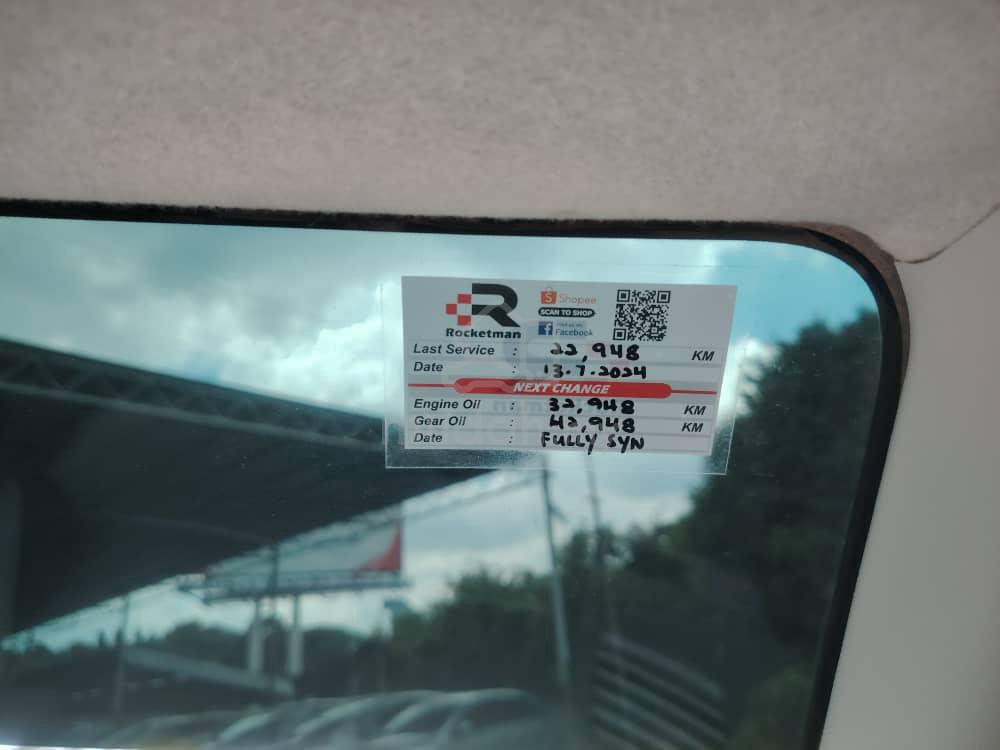 R
Rocketman
Shopee
SCAN TO SHOP
Find us on
Facebook
Last Service : 22,948 KM
Date : 13.7.2024
NEXT CHANGE
Engine Oil : 32,948 KM
Gear Oil : 42,948 KM
Date : FULLY SYN